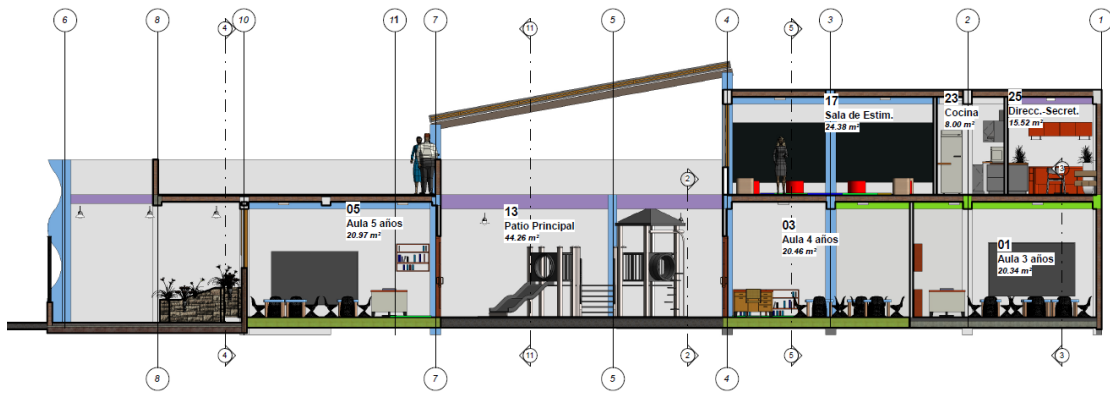 6 8 10 11 7 5 4 3 2 1
4 11 5
17
Sala de Estim.
24.38 m²
23
Cocina
8.00 m²
25
Direcc.-Secret.
15.52 m²
13
2
05
Aula 5 años
20.97 m²
13
Patio Principal
44.26 m²
03
Aula 4 años
20.46 m²
01
Aula 3 años
20.34 m²
4 11 2 5 3
8 7 5 4